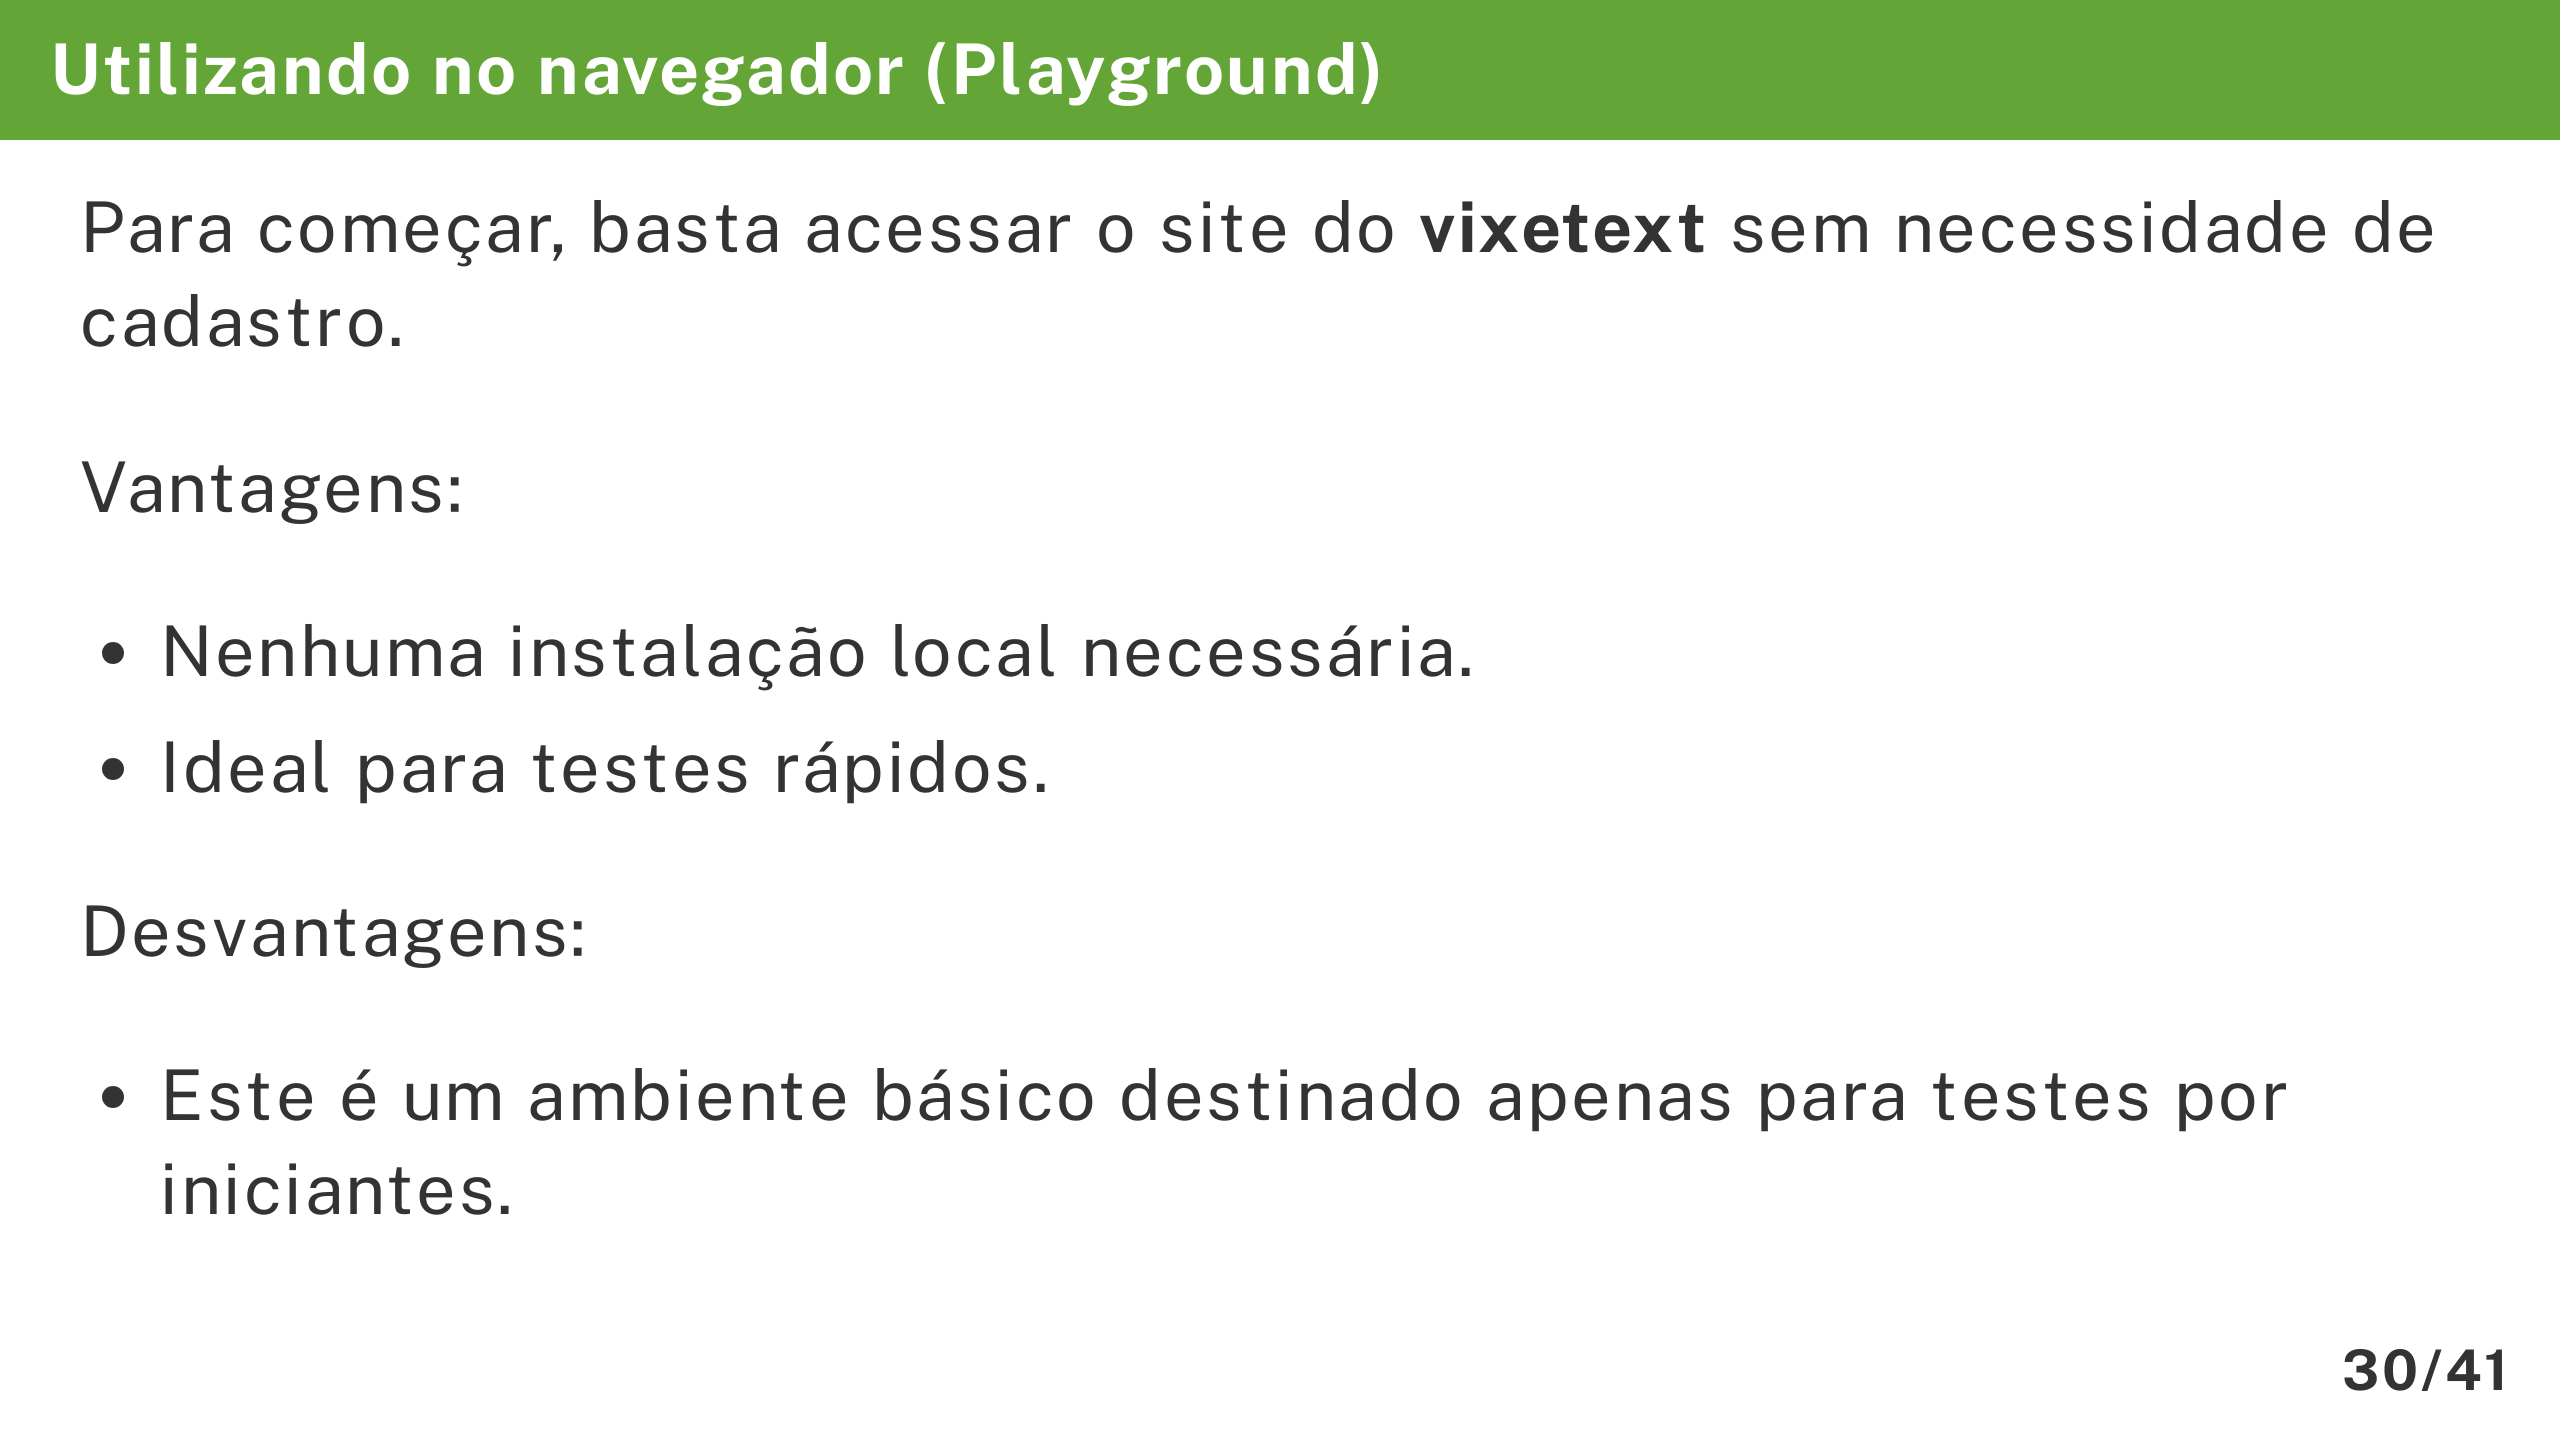 Utilizando no navegador (Playground)
Para começar, basta acessar o site do vixetext sem necessidade de
cadastro.
Vantagens:
• Nenhuma instalação local necessária.
• Ideal para testes rápidos.
Desvantagens:
• Este é um ambiente básico destinado apenas para testes por
iniciantes.
30/41